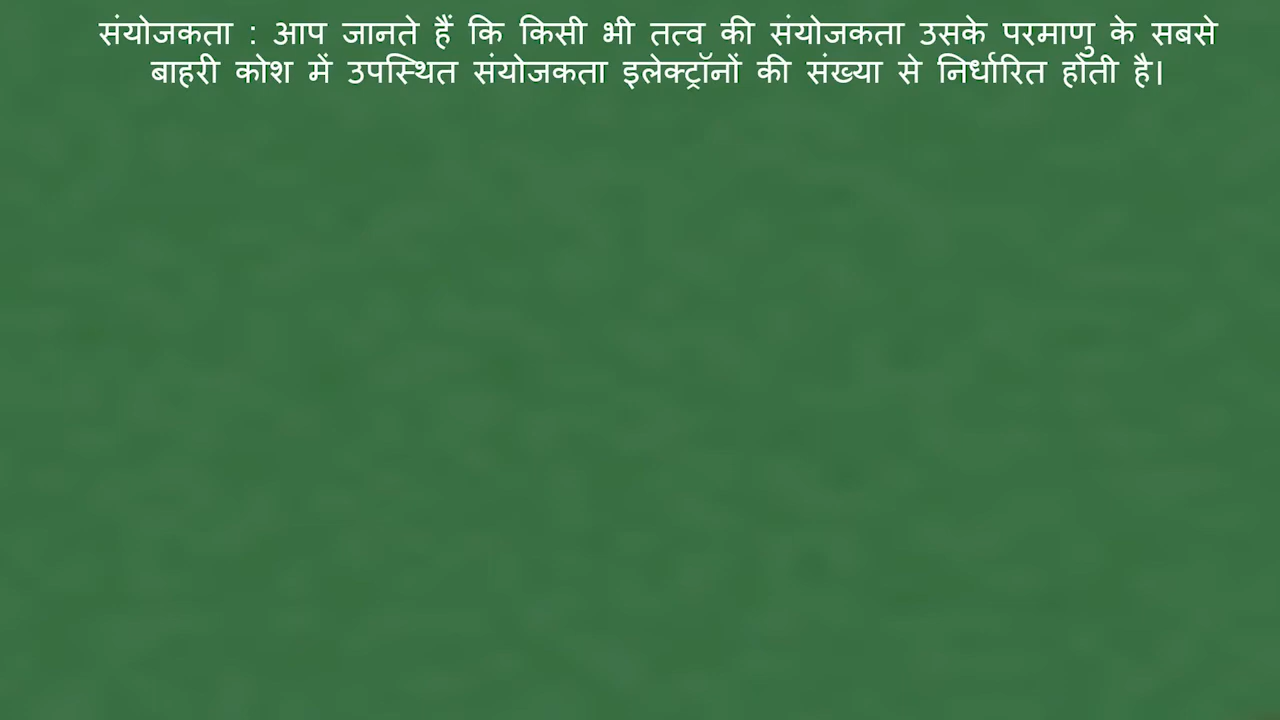 संयोजकता : आप जानते हैं कि किसी भी तत्व की संयोजकता उसके परमाणु के सबसे
बाहरी कोश में उपस्थित संयोजकता इलेक्ट्रॉनों की संख्या से निर्धारित होती है।